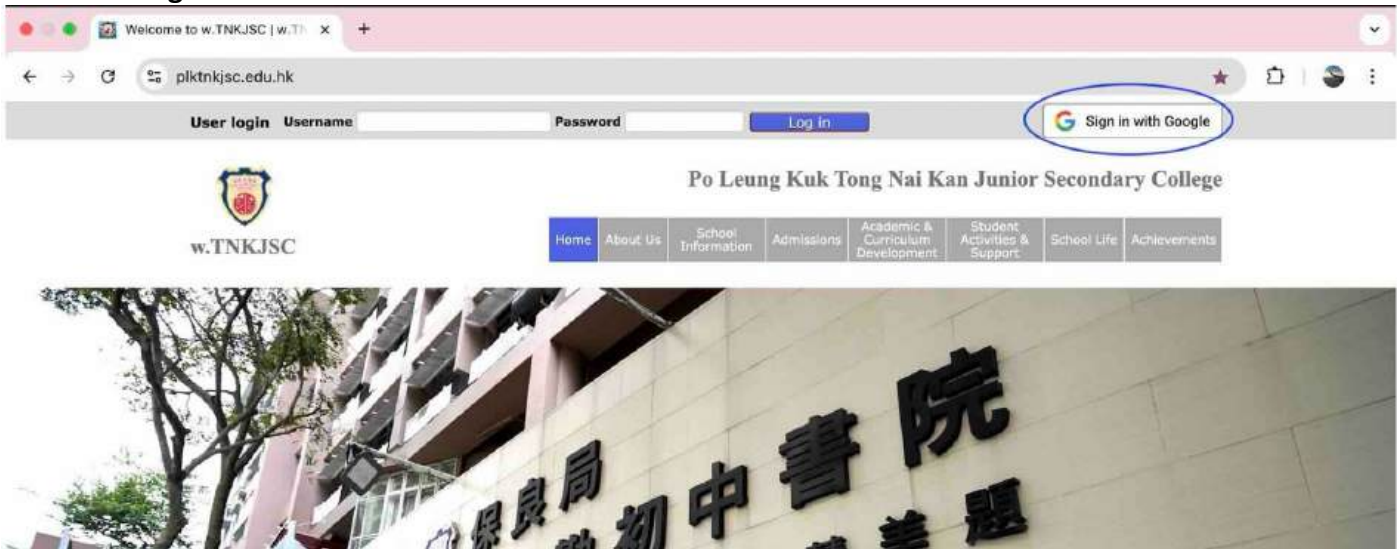 Welcome to w.TNKJSC | w.Th
plktnkjsc.edu.hk
User login Username Password Log in Sign in with Google
Po Leung Kuk Tong Nai Kan Junior Secondary College
w.TNKJSC
Home About Us School Information Admissions Academic & Curriculum Development Student Activities & Support School Life Achievements
保良局
初中書院
題